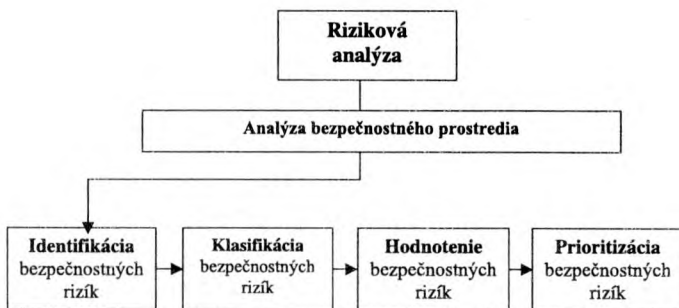 Riziková
analýza
Analýza bezpečnostného prostredia
Identifikácia
bezpečnostných
rizík
Klasifikácia
bezpečnostných
rizík
Hodnotenie
bezpečnostných
rizík
Prioritizácia
bezpečnostných
rizík